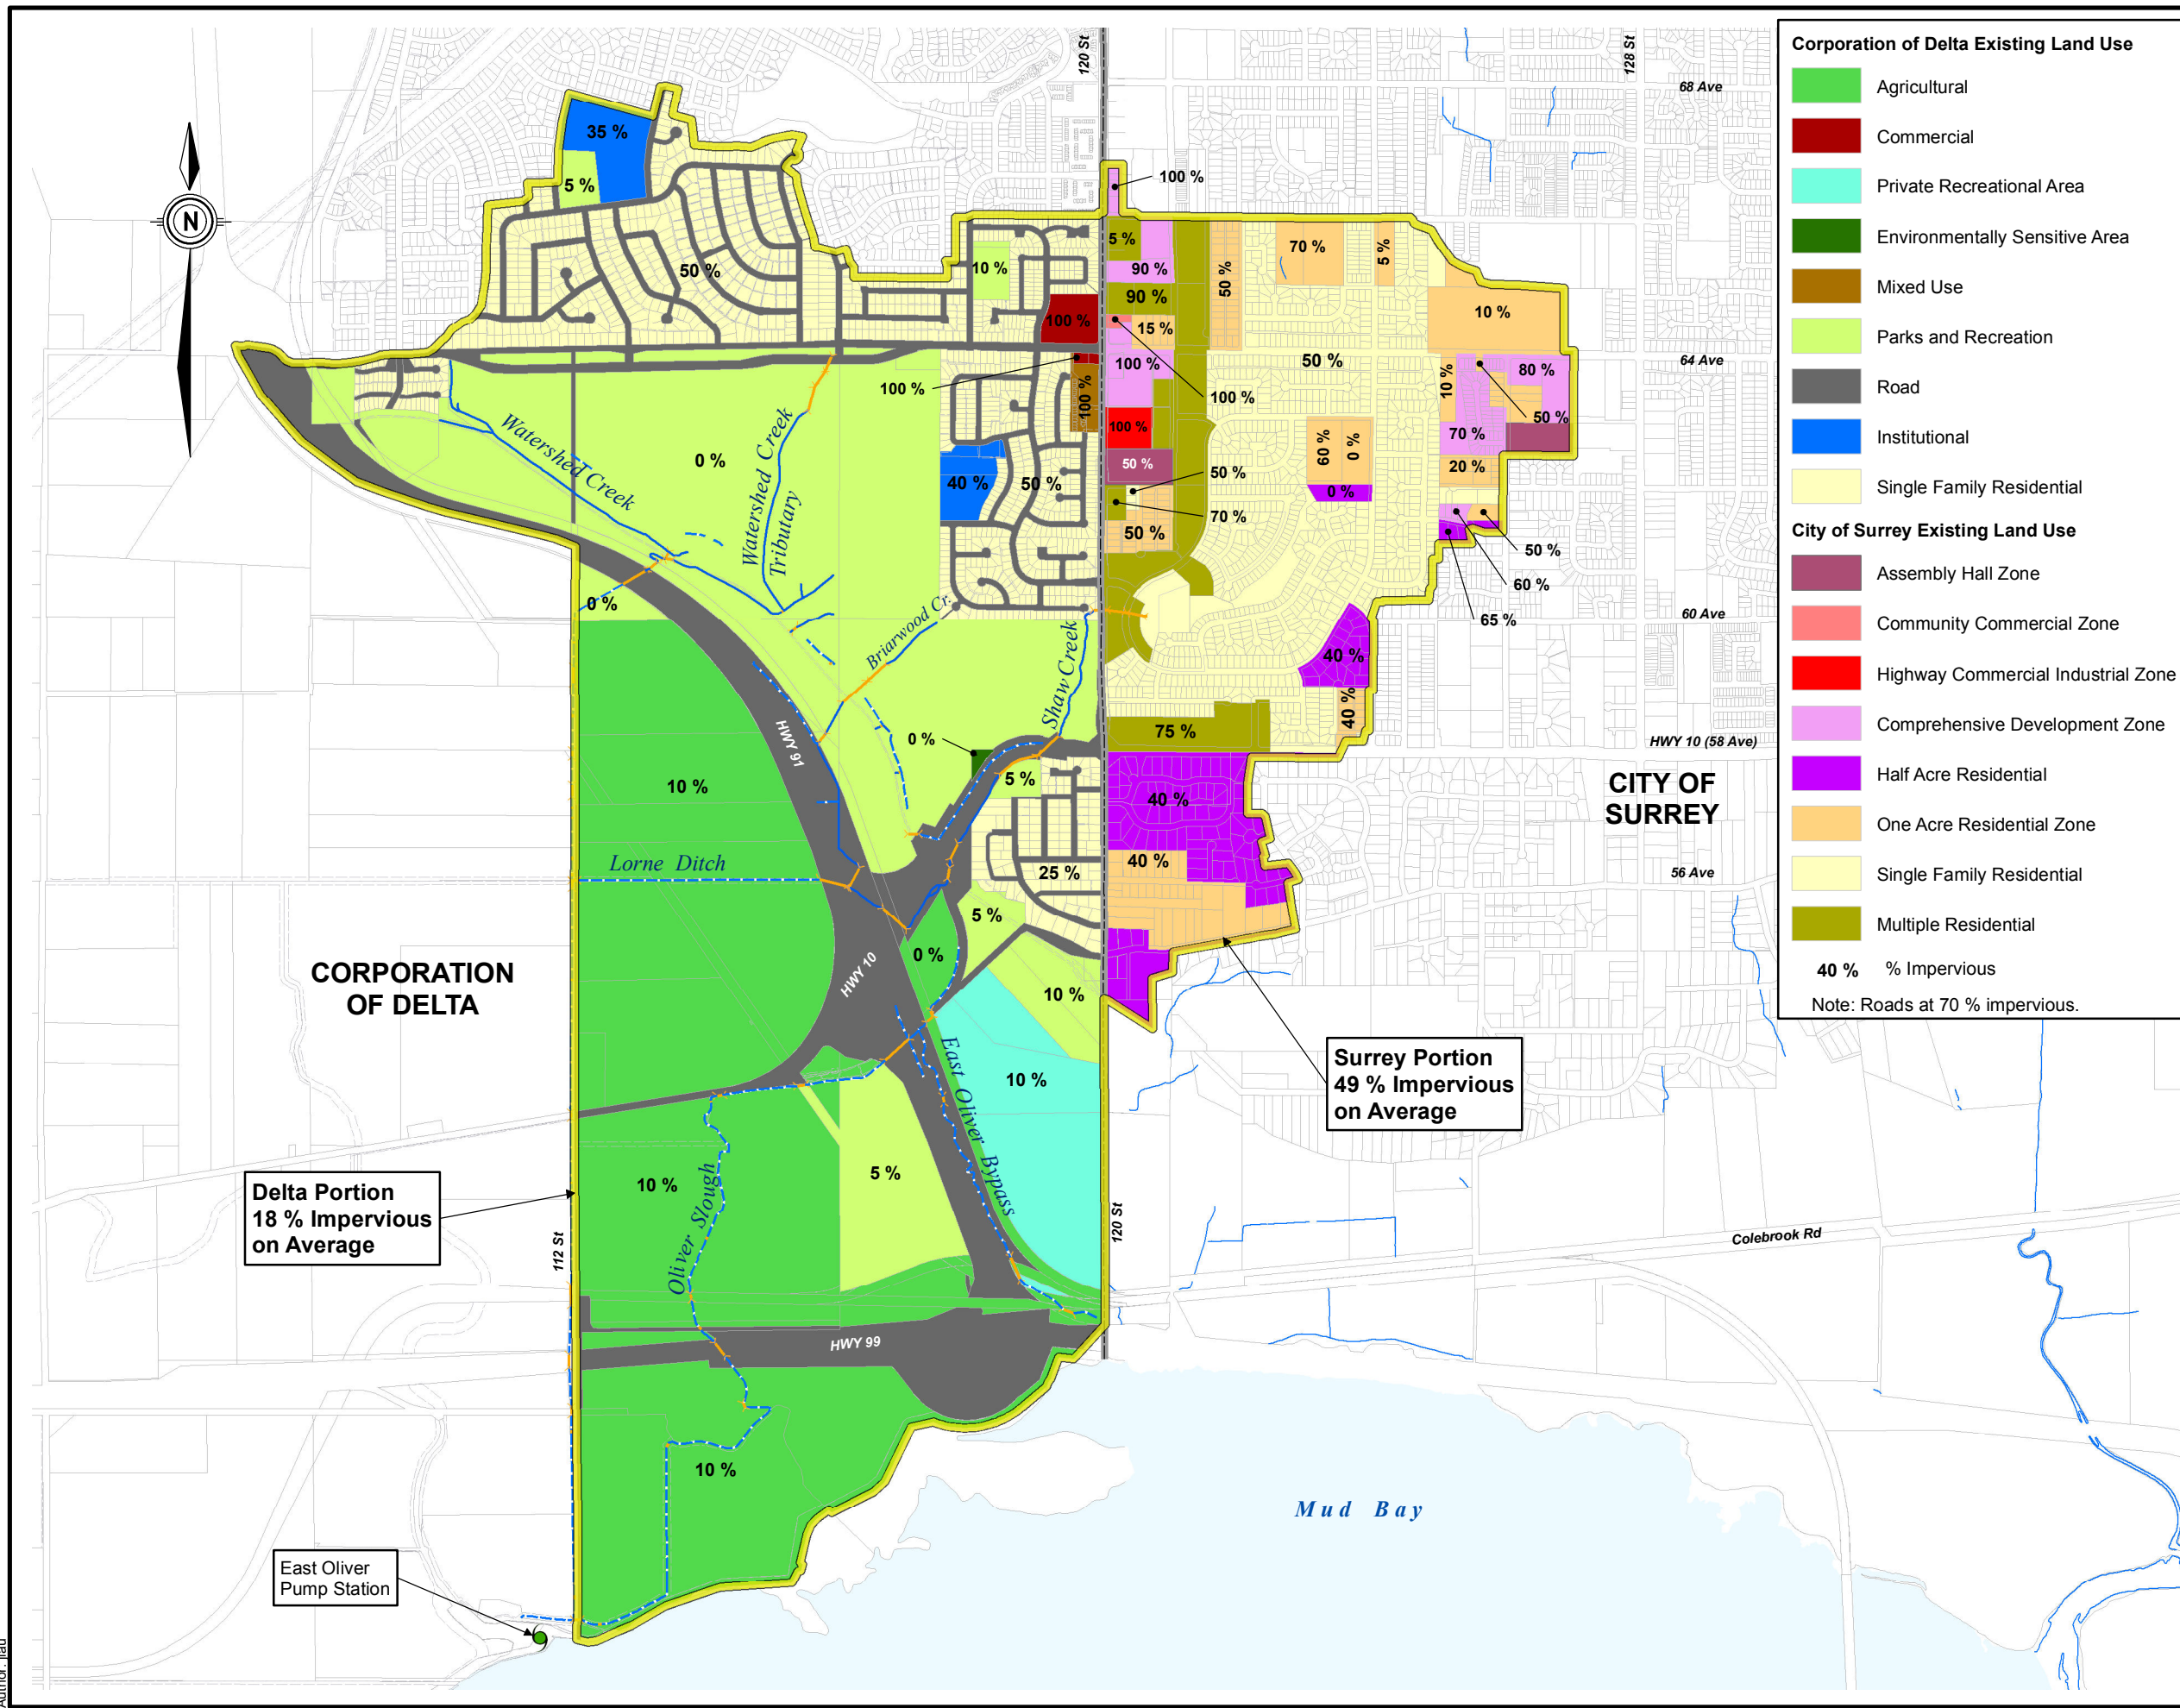 120 St
128 St
68 Ave
35 %
5 %
100 %
N
50 %
10 %
5 %
90 %
90 %
50 %
70 %
5 %
100 %
15 %
10 %
50 %
64 Ave
100 %
100 %
100 %
100 %
100 %
10 %
80 %
50 %
70 %
Watershed Creek
0 %
Watershed Creek
Tributary
40 %
50 %
50 %
50 %
70 %
50 %
60 %
0 %
0 %
20 %
50 %
60 %
65 %
0 %
Briarwood Cr.
Shaw Creek
60 Ave
40 %
40 %
HWY 91
0 %
75 %
HWY 10 (58 Ave)
10 %
5 %
40 %
CITY OF
SURREY
Lorne Ditch
25 %
40 %
56 Ave
5 %
0 %
HWY 10
CORPORATION
OF DELTA
10 %
East Oliver Bypass
10 %
Surrey Portion
49 % Impervious
on Average
10 %
Oliver Slough
5 %
Delta Portion
18 % Impervious
on Average
112 St
120 St
Colebrook Rd
HWY 99
10 %
Mud Bay
East Oliver
Pump Station
Corporation of Delta Existing Land Use
Agricultural
Commercial
Private Recreational Area
Environmentally Sensitive Area
Mixed Use
Parks and Recreation
Road
Institutional
Single Family Residential
City of Surrey Existing Land Use
Assembly Hall Zone
Community Commercial Zone
Highway Commercial Industrial Zone
Comprehensive Development Zone
Half Acre Residential
One Acre Residential Zone
Single Family Residential
Multiple Residential
40 % % Impervious
Note: Roads at 70 % impervious.